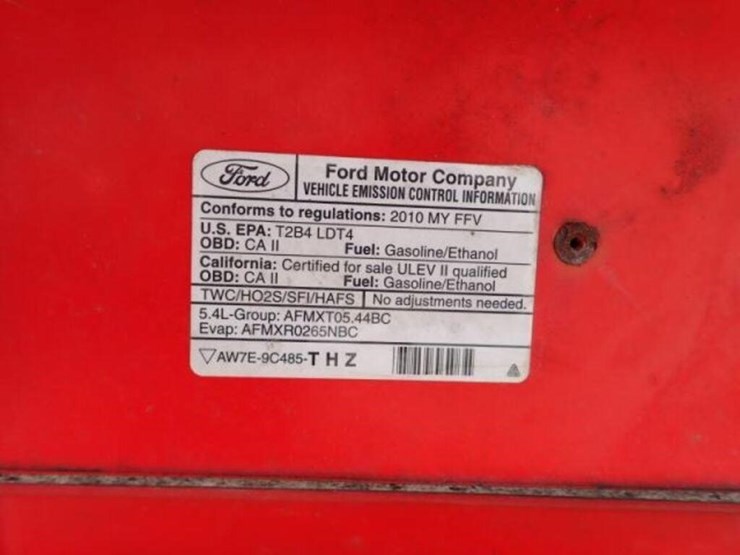 Ford
Ford Motor Company
VEHICLE EMISSION CONTROL INFORMATION
Conforms to regulations: 2010 MY FFV
U.S. EPA: T2B4 LDT4
OBD: CA II Fuel: Gasoline/Ethanol
California: Certified for sale ULEV II qualified
OBD: CA II Fuel: Gasoline/Ethanol
TWC/HO2S/SFI/HAFS No adjustments needed.
5.4L-Group: AFMXT05.44BC
Evap: AFMXR0265NBC
AW7E-9C485-T H Z